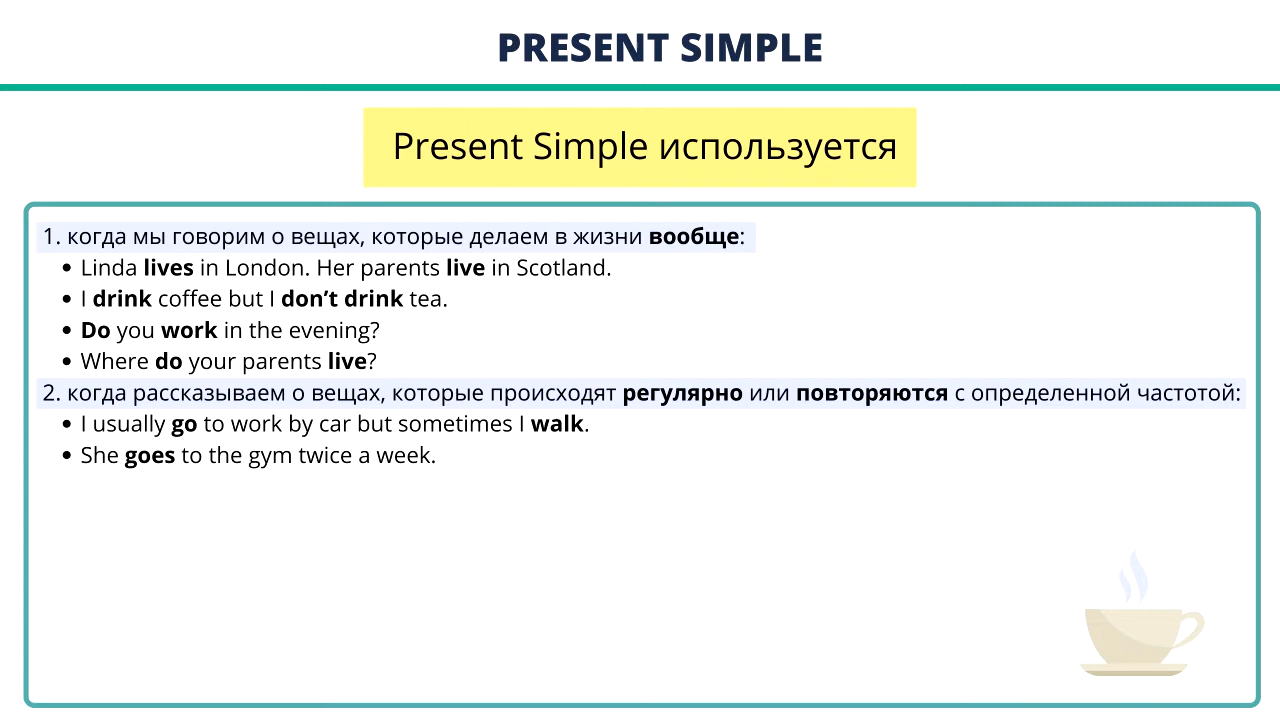 PRESENT SIMPLE
Present Simple используется
1. когда мы говорим о вещах, которые делаем в жизни вообще:
• Linda lives in London. Her parents live in Scotland.
• I drink coffee but I don’t drink tea.
• Do you work in the evening?
• Where do your parents live?
2. когда рассказываем о вещах, которые происходят регулярно или повторяются с определенной частотой:
• I usually go to work by car but sometimes I walk.
• She goes to the gym twice a week.